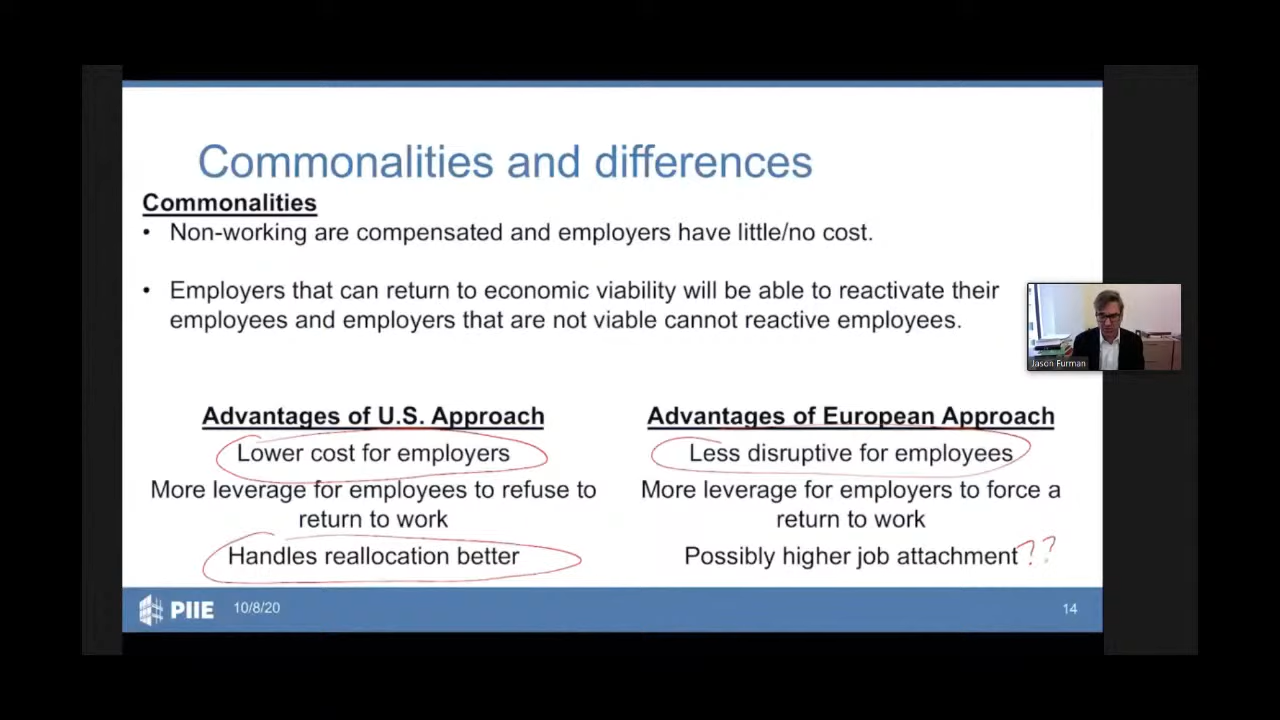 Commonalities and differences
Commonalities
• Non-working are compensated and employers have little/no cost.
• Employers that can return to economic viability will be able to reactivate their
employees and employers that are not viable cannot reactive employees.
Jason Furman
Advantages of U.S. Approach
Lower cost for employers
More leverage for employees to refuse to
return to work
Handles reallocation better
Advantages of European Approach
Less disruptive for employees
More leverage for employers to force a
return to work
Possibly higher job attachment??
PIIE 10/8/20 14